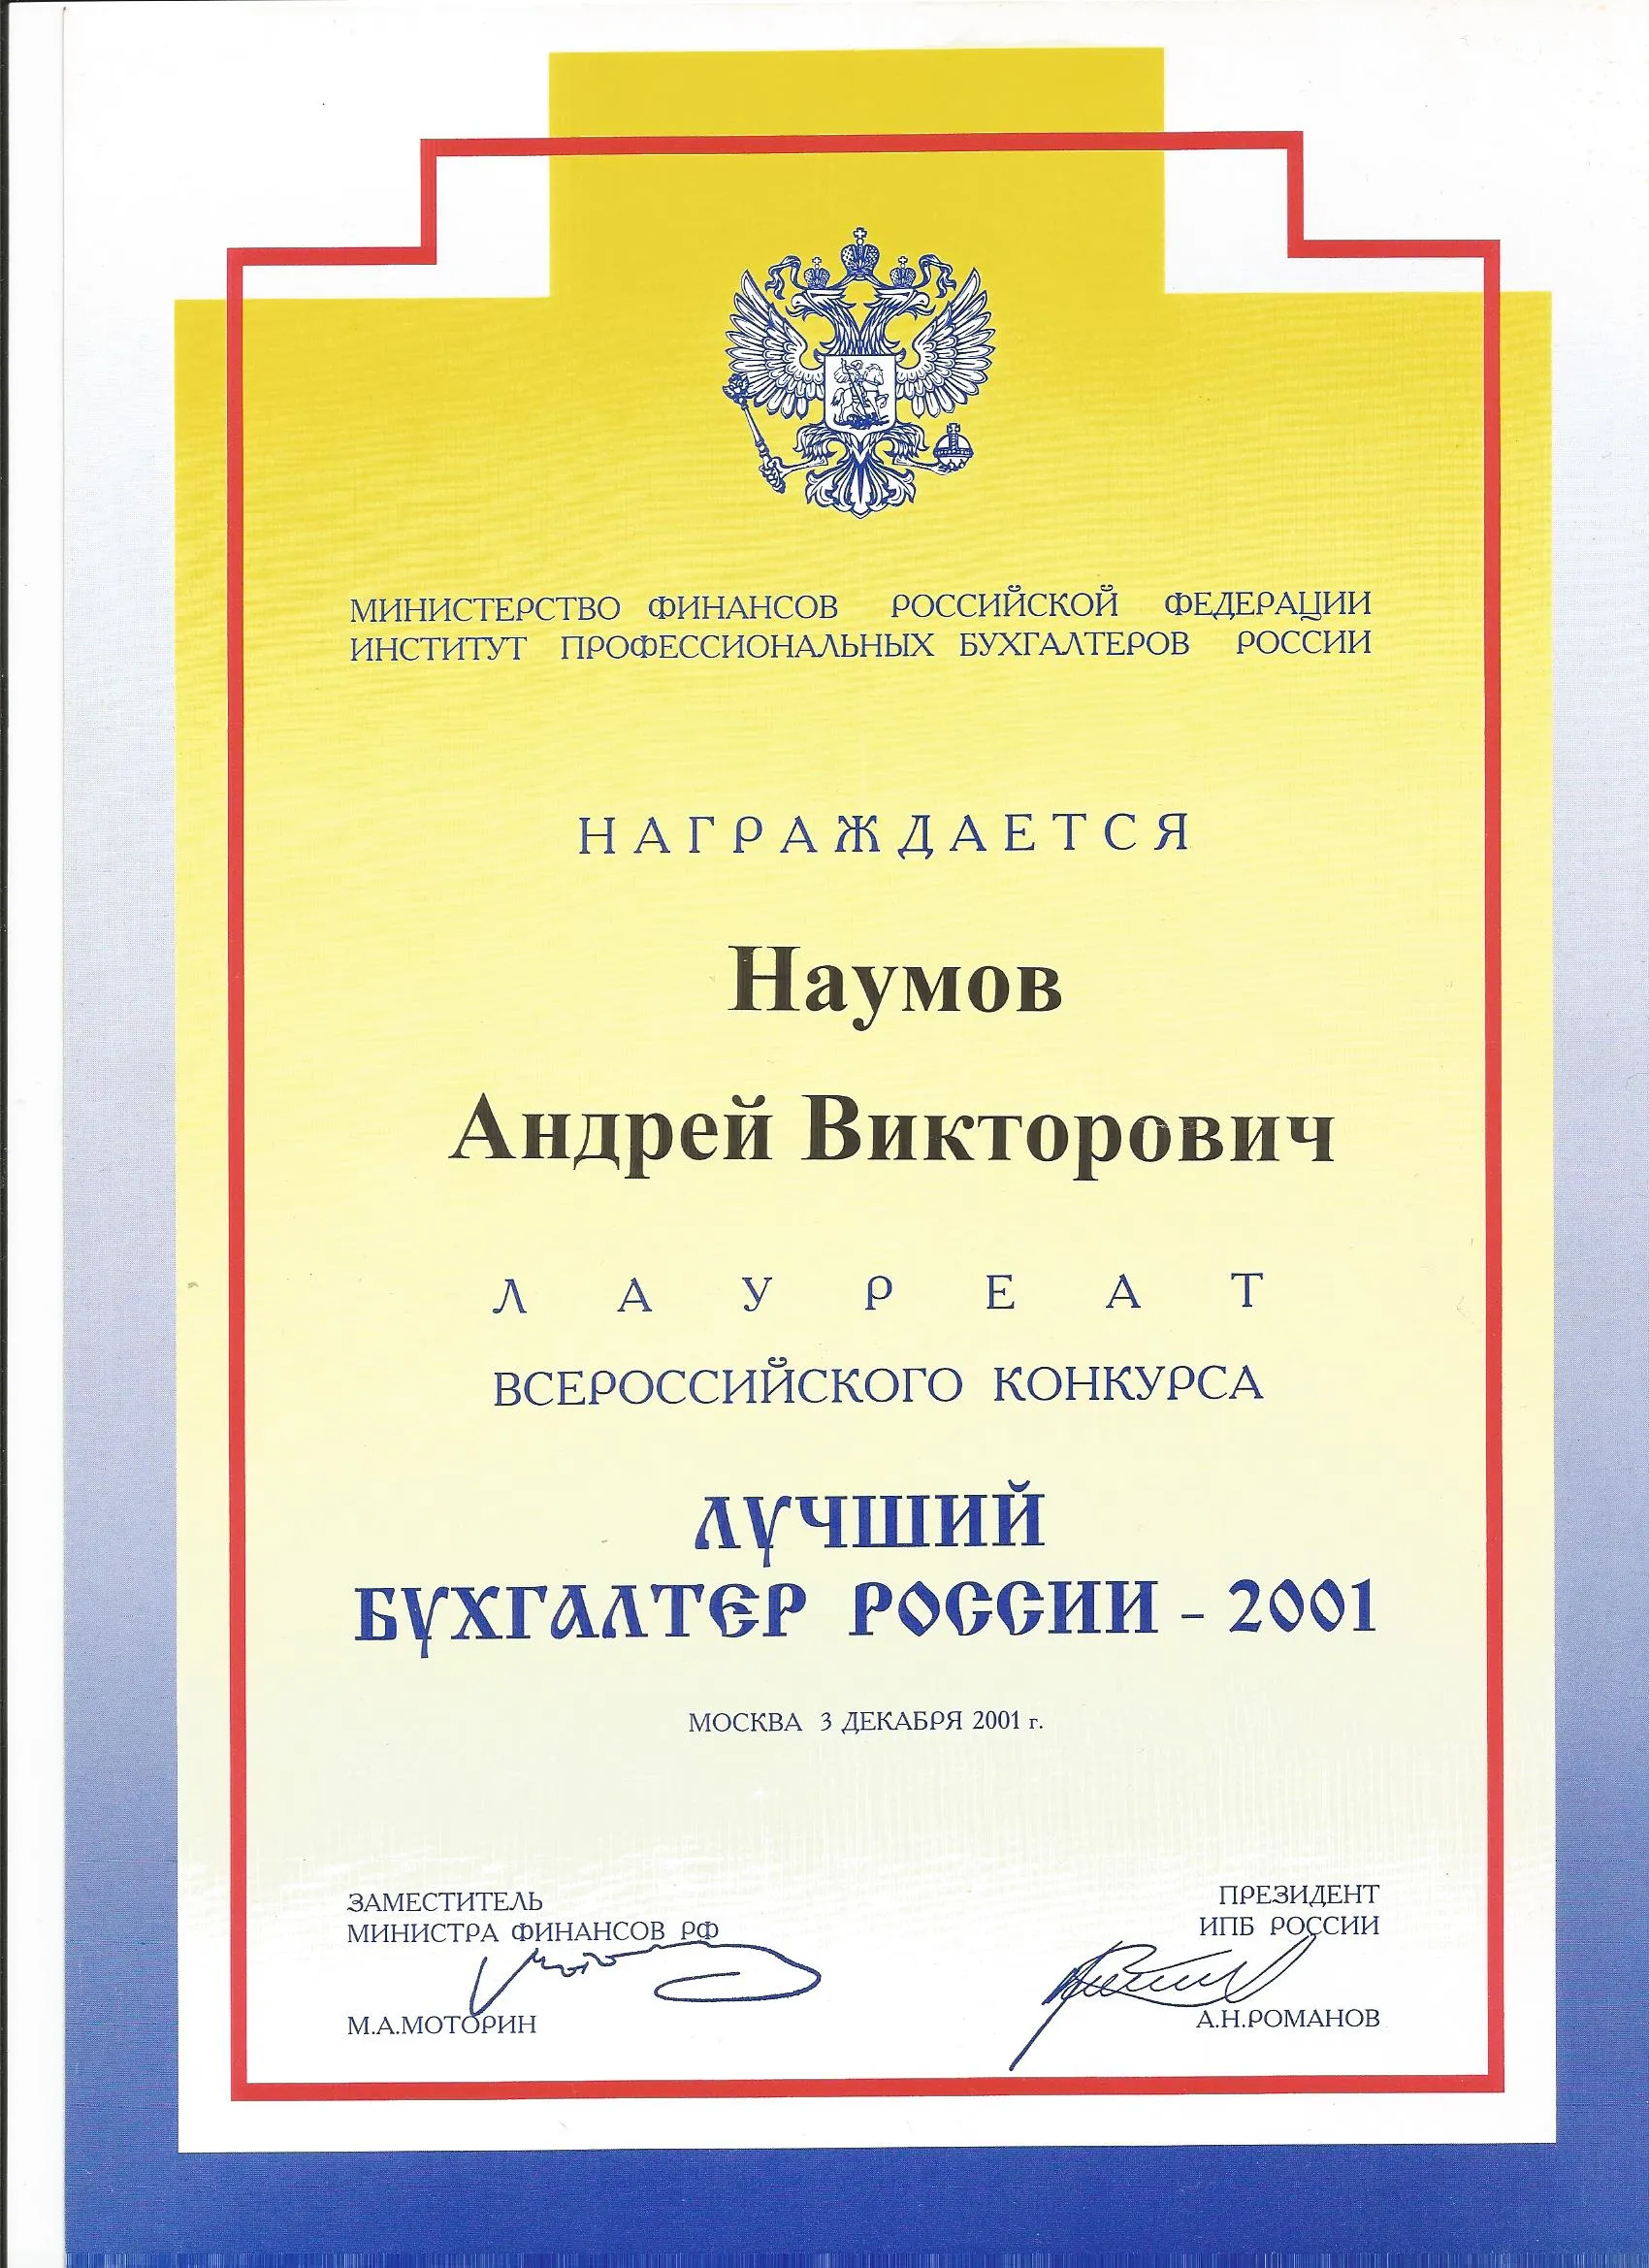 МИНИСТЕРСТВО ФИНАНСОВ РОССИЙСКОЙ ФЕДЕРАЦИИ
ИНСТИТУТ ПРОФЕССИОНАЛЬНЫХ БУХГАЛТЕРОВ РОССИИ
НАГРАЖДАЕТСЯ
Наумов
Андрей Викторович
ЛАУРЕАТ
ВСЕРОССИЙСКОГО КОНКУРСА
ЛУЧШИЙ
БУХГАЛТЕР РОССИИ - 2001
МОСКВА 3 ДЕКАБРЯ 2001 г.
ЗАМЕСТИТЕЛЬ
МИНИСТРА ФИНАНСОВ РФ
М.А.МОТОРИН
ПРЕЗИДЕНТ
ИПБ РОССИИ
А.Н.РОМАНОВ